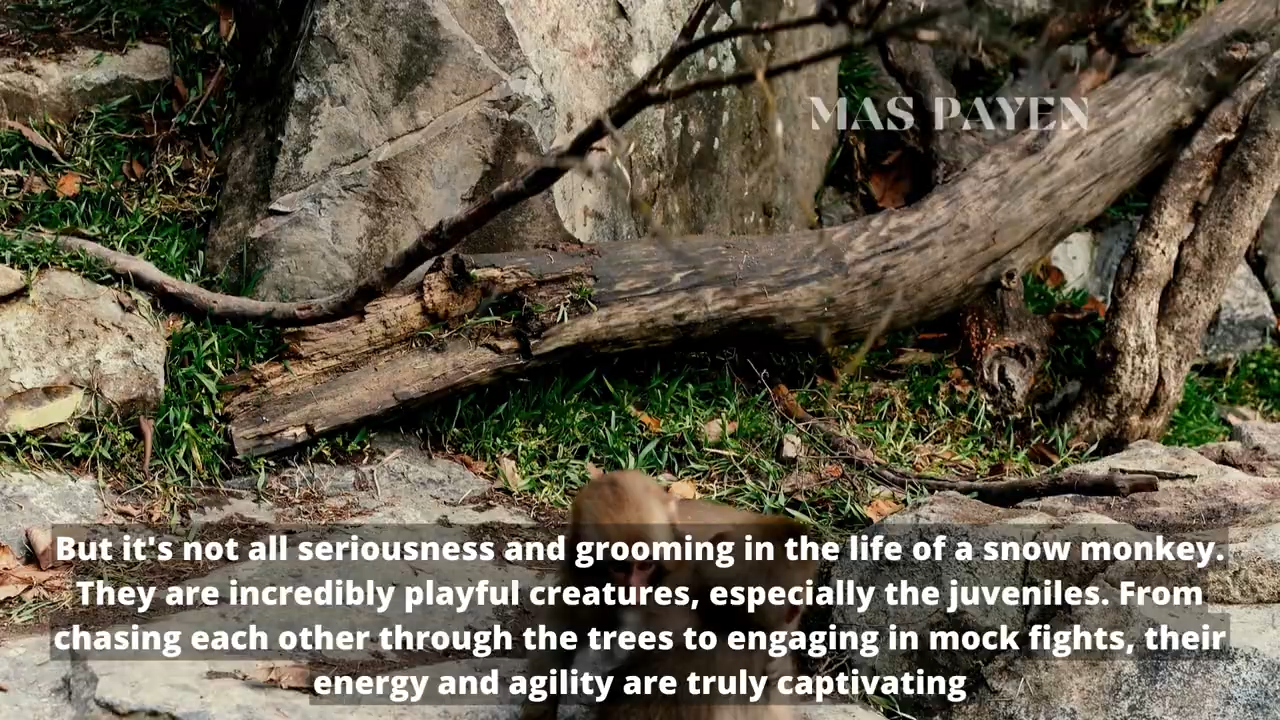 MAS PAYEN
But it's not all seriousness and grooming in the life of a snow monkey.
They are incredibly playful creatures, especially the juveniles. From
chasing each other through the trees to engaging in mock fights, their
energy and agility are truly captivating